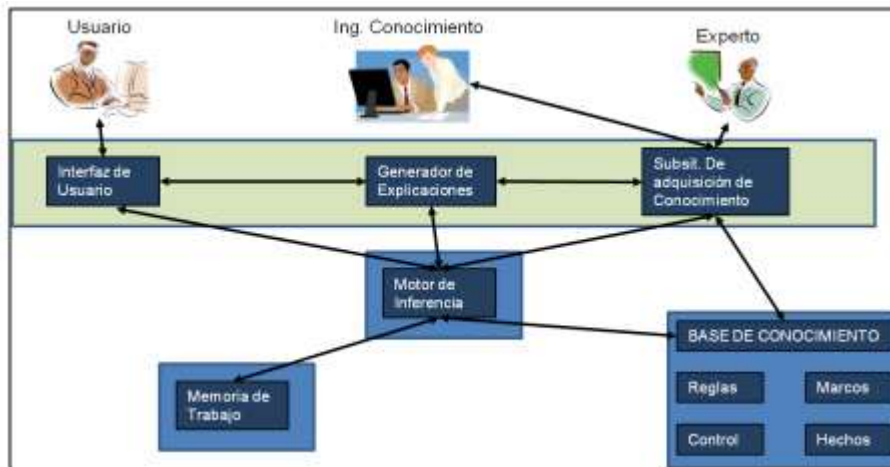 Usuario
Ing. Conocimiento
Experto
Interfaz de
Usuario
Generador de
Explicaciones
Subsit. De
adquisición de
Conocimiento
Motor de
Inferencia
BASE DE CONOCIMIENTO
Memoria de
Trabajo
Reglas
Marcos
Control
Hechos